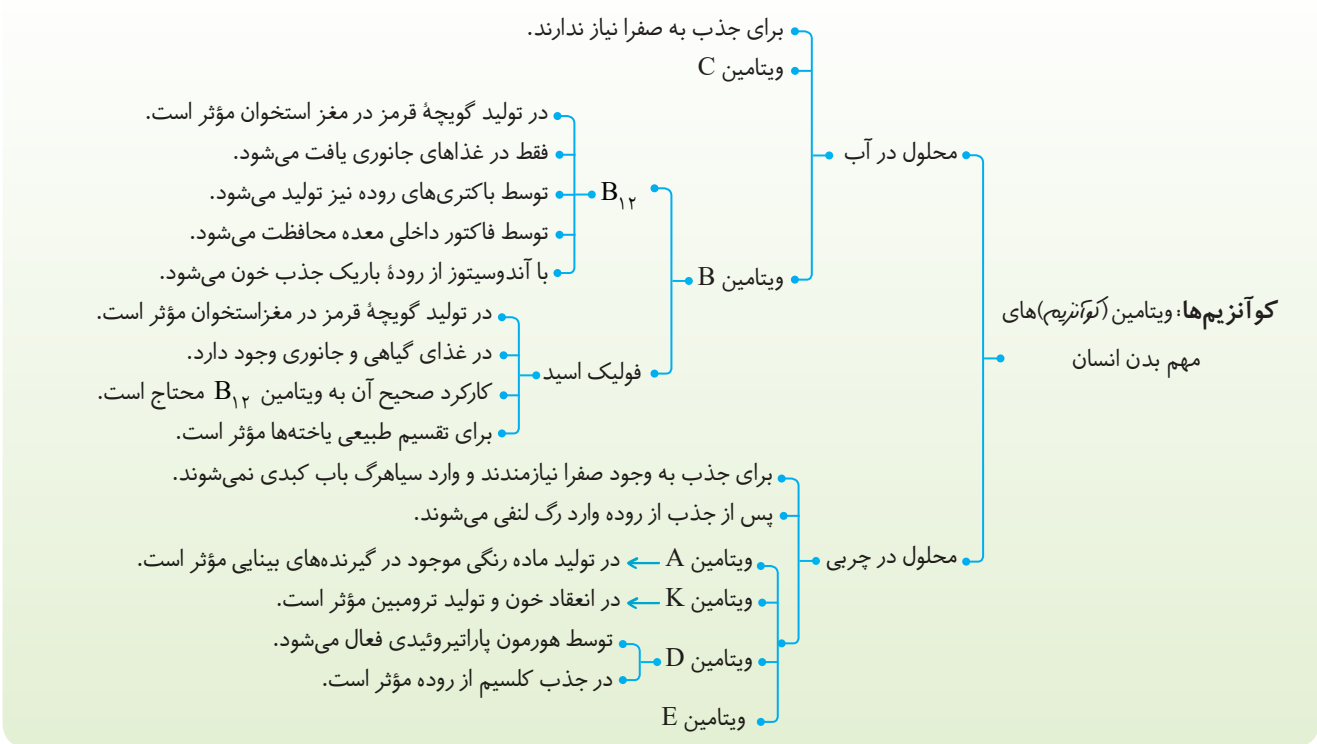 کوآنزیم‌ها: ویتامین (کوآنزیم)های
مهم بدن انسان
محلول در آب
برای جذب به صفرا نیاز ندارند.
ویتامین C
ویتامین B
B۱۲
در تولید گویچهٔ قرمز در مغز استخوان مؤثر است.
فقط در غذاهای جانوری یافت می‌شود.
توسط باکتری‌های روده نیز تولید می‌شود.
توسط فاکتور داخلی معده محافظت می‌شود.
با آندوسیتوز از رودهٔ باریک جذب خون می‌شود.
فولیک اسید
در تولید گویچهٔ قرمز در مغزاستخوان مؤثر است.
در غذای گیاهی و جانوری وجود دارد.
کارکرد صحیح آن به ویتامین B۱۲ محتاج است.
برای تقسیم طبیعی یاخته‌ها مؤثر است.
محلول در چربی
برای جذب به وجود صفرا نیازمندند و وارد سیاهرگ باب کبدی نمی‌شوند.
پس از جذب از روده وارد رگ لنفی می‌شوند.
ویتامین A ← در تولید ماده رنگی موجود در گیرنده‌های بینایی مؤثر است.
ویتامین K ← در انعقاد خون و تولید ترومبین مؤثر است.
ویتامین D
توسط هورمون پاراتیروئیدی فعال می‌شود.
در جذب کلسیم از روده مؤثر است.
ویتامین E